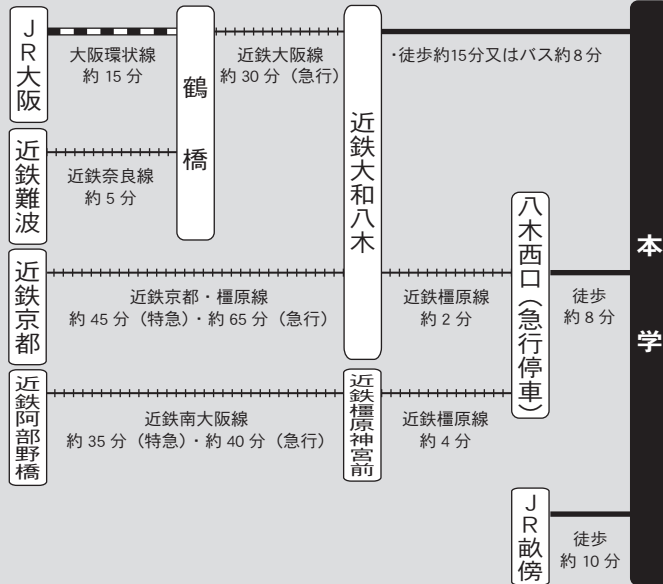 JR大阪
大阪環状線
約 15 分
鶴橋
近鉄大阪線
約 30 分（急行）
近鉄大和八木
・徒歩約15分又はバス約８分
本学
近鉄難波
近鉄奈良線
約 5 分
近鉄京都
近鉄京都・橿原線
約 45 分（特急）・約 65 分（急行）
近鉄橿原線
約 2 分
八木西口（急行停車）
徒歩
約 8 分
近鉄阿部野橋
近鉄南大阪線
約 35 分（特急）・約 40 分（急行）
近鉄橿原神宮前
近鉄橿原線
約 4 分
JR畝傍
徒歩
約 10 分